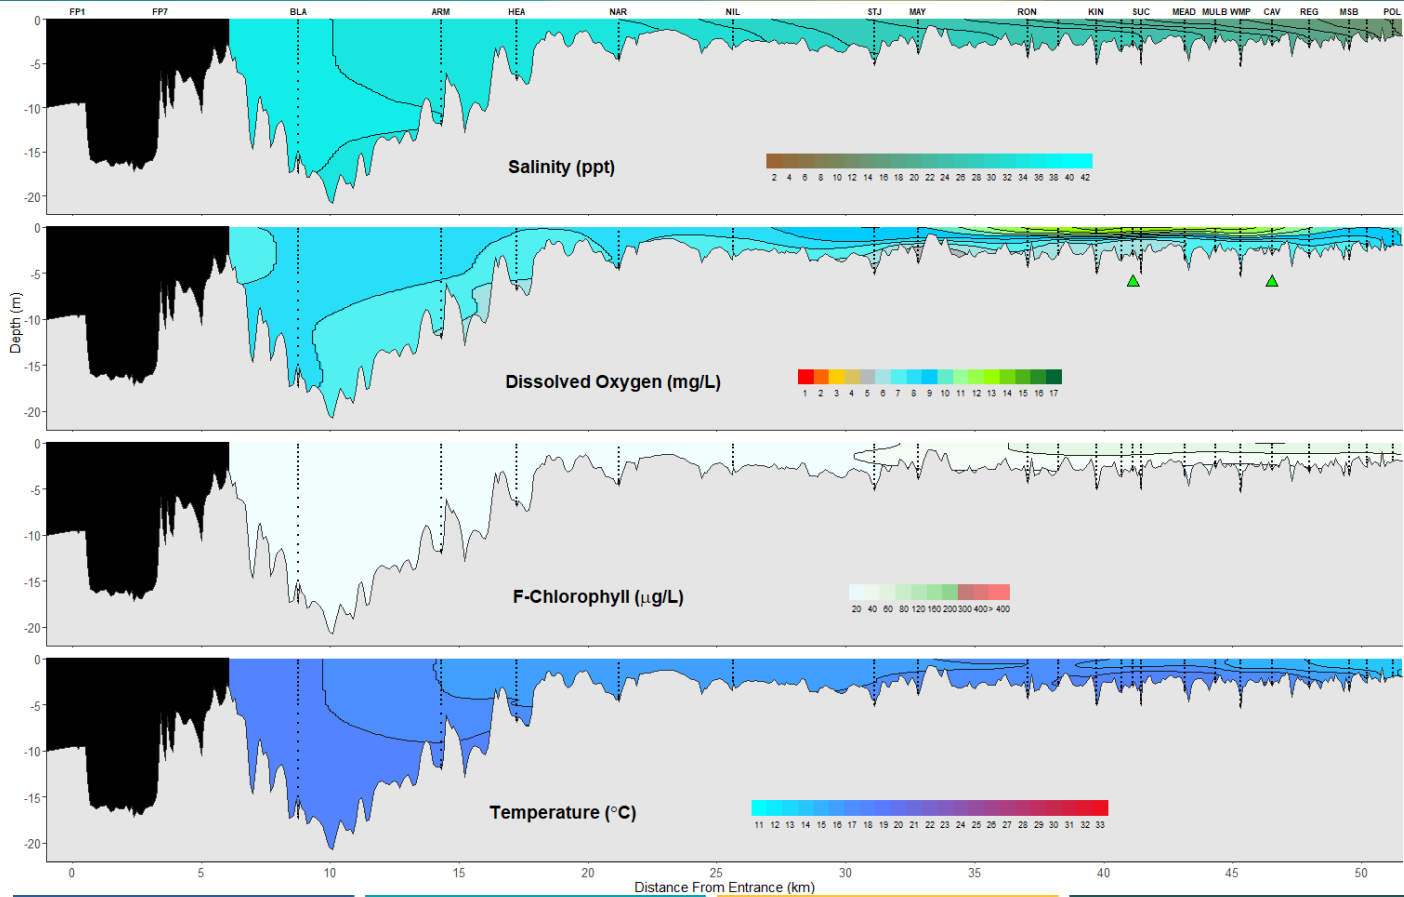 FP1 FP7 BLA ARM HEA NAR NIL STJ MAY RON KIN SUC MEAD MULB WMP CAV REG MSB POL
0
-5
-10
-15
-20
Salinity (ppt)
2 4 6 8 10 12 14 16 18 20 22 24 26 28 30 32 34 36 38 40 42
0
-5
-10
-15
-20
Dissolved Oxygen (mg/L)
1 2 3 4 5 6 7 8 9 10 11 12 13 14 15 16 17
Depth (m)
0
-5
-10
-15
-20
F-Chlorophyll (μg/L)
20 40 60 80 120 160 200 300 400 > 400
0
-5
-10
-15
-20
Temperature (°C)
11 12 13 14 15 16 17 18 19 20 21 22 23 24 25 26 27 28 29 30 31 32 33
0 5 10 15 20 25 30 35 40 45 50
Distance From Entrance (km)